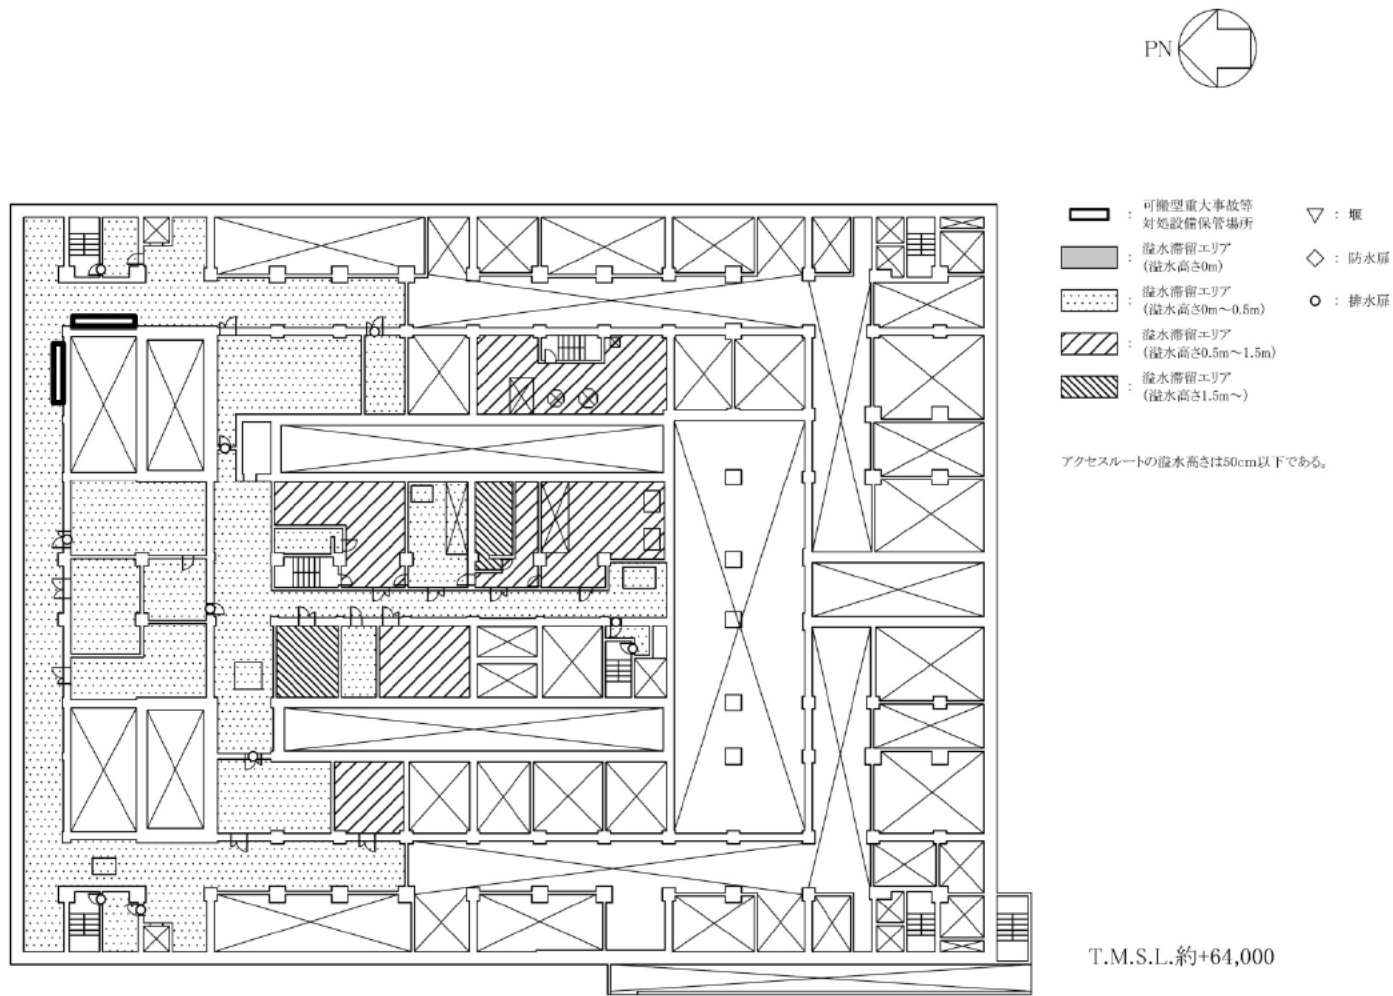 PN
: 可搬型重大事故等
対処設備保管場所
: 溢水滞留エリア
(溢水高さ0m)
: 溢水滞留エリア
(溢水高さ0m～0.5m)
: 溢水滞留エリア
(溢水高さ0.5m～1.5m)
: 溢水滞留エリア
(溢水高さ1.5m～)
: 堰
: 防水扉
: 排水扉
アクセスルートの溢水高さは50cm以下である。
T.M.S.L.約+64,000